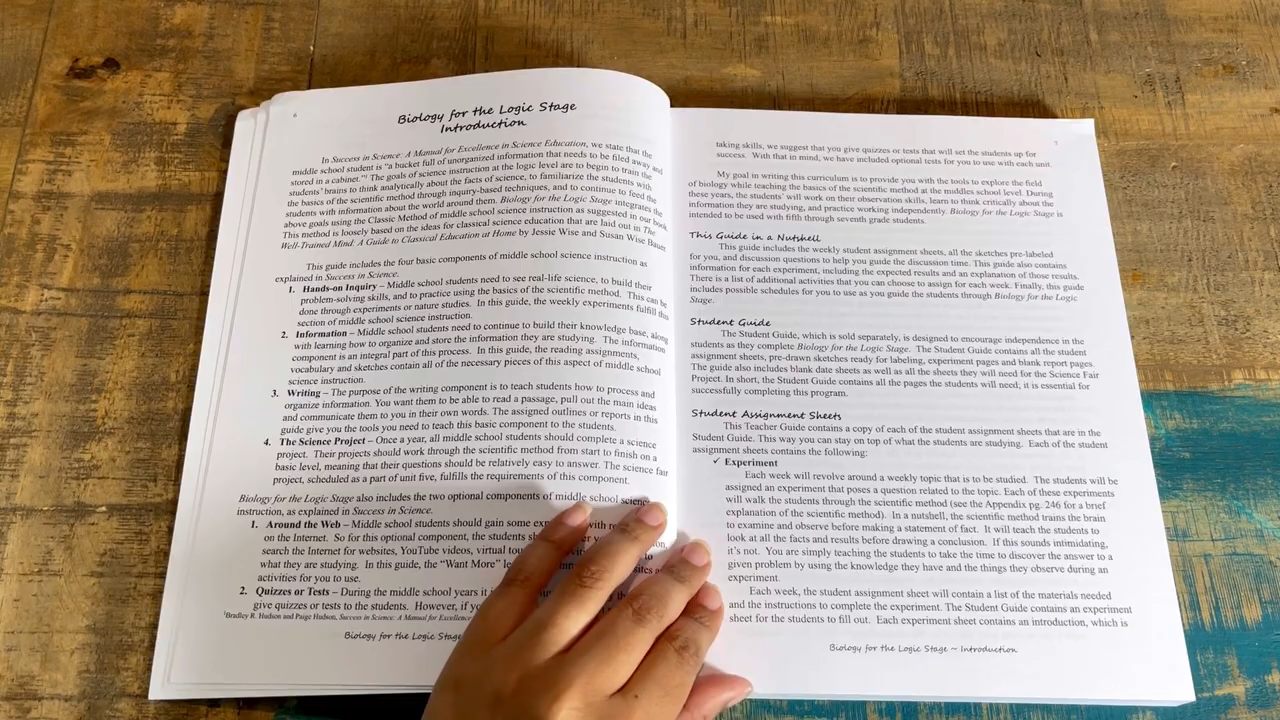 6
Biology for the Logic Stage
Introduction
In Success in Science: A Manual for Excellence in Science Education, we state that the
middle school student is "a bucket full of unorganized information that needs to be filed away and
stored in a cabinet."¹ The goals of science instruction at the logic level are to begin to train the
students' brains to think analytically about the facts of science, to familiarize the students with
the basics of the scientific method through inquiry-based techniques, and to continue to feed the
students with information about the world around them. Biology for the Logic Stage integrates the
above goals using the Classic Method of middle school science instruction as suggested in our book.
This method is loosely based on the ideas for classical science education that are laid out in The
Well-Trained Mind: A Guide to Classical Education at Home by Jessie Wise and Susan Wise Bauer.
This guide includes the four basic components of middle school science instruction as
explained in Success in Science.
1. Hands-on Inquiry – Middle school students need to see real-life science, to build their
problem-solving skills, and to practice using the basics of the scientific method. This can be
done through experiments or nature studies. In this guide, the weekly experiments fulfill this
section of middle school science instruction.
2. Information – Middle school students need to continue to build their knowledge base, along
with learning how to organize and store the information they are studying. The information
component is an integral part of this process. In this guide, the reading assignments,
vocabulary and sketches contain all of the necessary pieces of this aspect of middle school
science instruction.
3. Writing – The purpose of the writing component is to teach students how to process and
organize information. You want them to be able to read a passage, pull out the main ideas
and communicate them to you in their own words. The assigned outlines or reports in this
guide give you the tools you need to teach this basic component to the students.
4. The Science Project – Once a year, all middle school students should complete a science
project. Their projects should work through the scientific method from start to finish on a
basic level, meaning that their questions should be relatively easy to answer. The science fair
project, scheduled as a part of unit five, fulfills the requirements of this component.
Biology for the Logic Stage also includes the two optional components of middle school science
instruction, as explained in Success in Science.
1. Around the Web – Middle school students should gain some with
on the Internet. So for this optional component, the students
search the Internet for websites, YouTube videos, virtual to
what they are studying. In this guide, the "Want More"
activities for you to use.
2. Quizzes or Tests – During the middle school years it
give quizzes or tests to the students. However, if
¹Bradley R. Hudson and Paige Hudson, Success in Science: A Manual for Excellence
Biology for the Logic Stage
7
taking skills, we suggest that you give quizzes or tests that will set the students up for
success. With that in mind, we have included optional tests for you to use with each unit.
My goal in writing this curriculum is to provide you with the tools to explore the field
of biology while teaching the basics of the scientific method at the middles school level. During
these years, the students' will work on their observation skills, learn to think critically about the
information they are studying, and practice working independently. Biology for the Logic Stage is
intended to be used with fifth through seventh grade students.
This Guide in a Nutshell
This guide includes the weekly student assignment sheets, all the sketches pre-labeled
for you, and discussion questions to help you guide the discussion time. This guide also contains
information for each experiment, including the expected results and an explanation of those results.
There is a list of additional activities that you can choose to assign for each week. Finally, this guide
includes possible schedules for you to use as you guide the students through Biology for the Logic
Stage.
Student Guide
The Student Guide, which is sold separately, is designed to encourage independence in the
students as they complete Biology for the Logic Stage. The Student Guide contains all the student
assignment sheets, pre-drawn sketches ready for labeling, experiment pages and blank report pages.
The guide also includes blank date sheets as well as all the sheets they will need for the Science Fair
Project. In short, the Student Guide contains all the pages the students will need; it is essential for
successfully completing this program.
Student Assignment Sheets
This Teacher Guide contains a copy of each of the student assignment sheets that are in the
Student Guide. This way you can stay on top of what the students are studying. Each of the student
assignment sheets contains the following:
✓ Experiment
Each week will revolve around a weekly topic that is to be studied. The students will be
assigned an experiment that poses a question related to the topic. Each of these experiments
will walk the students through the scientific method (see the Appendix pg. 246 for a brief
explanation of the scientific method). In a nutshell, the scientific method trains the brain
to examine and observe before making a statement of fact. It will teach the students to
look at all the facts and results before drawing a conclusion. If this sounds intimidating,
it's not. You are simply teaching the students to take the time to discover the answer to a
given problem by using the knowledge they have and the things they observe during an
experiment.
Each week, the student assignment sheet will contain a list of the materials needed
and the instructions to complete the experiment. The Student Guide contains an experiment
sheet for the students to fill out. Each experiment sheet contains an introduction, which is
Biology for the Logic Stage ~ Introduction